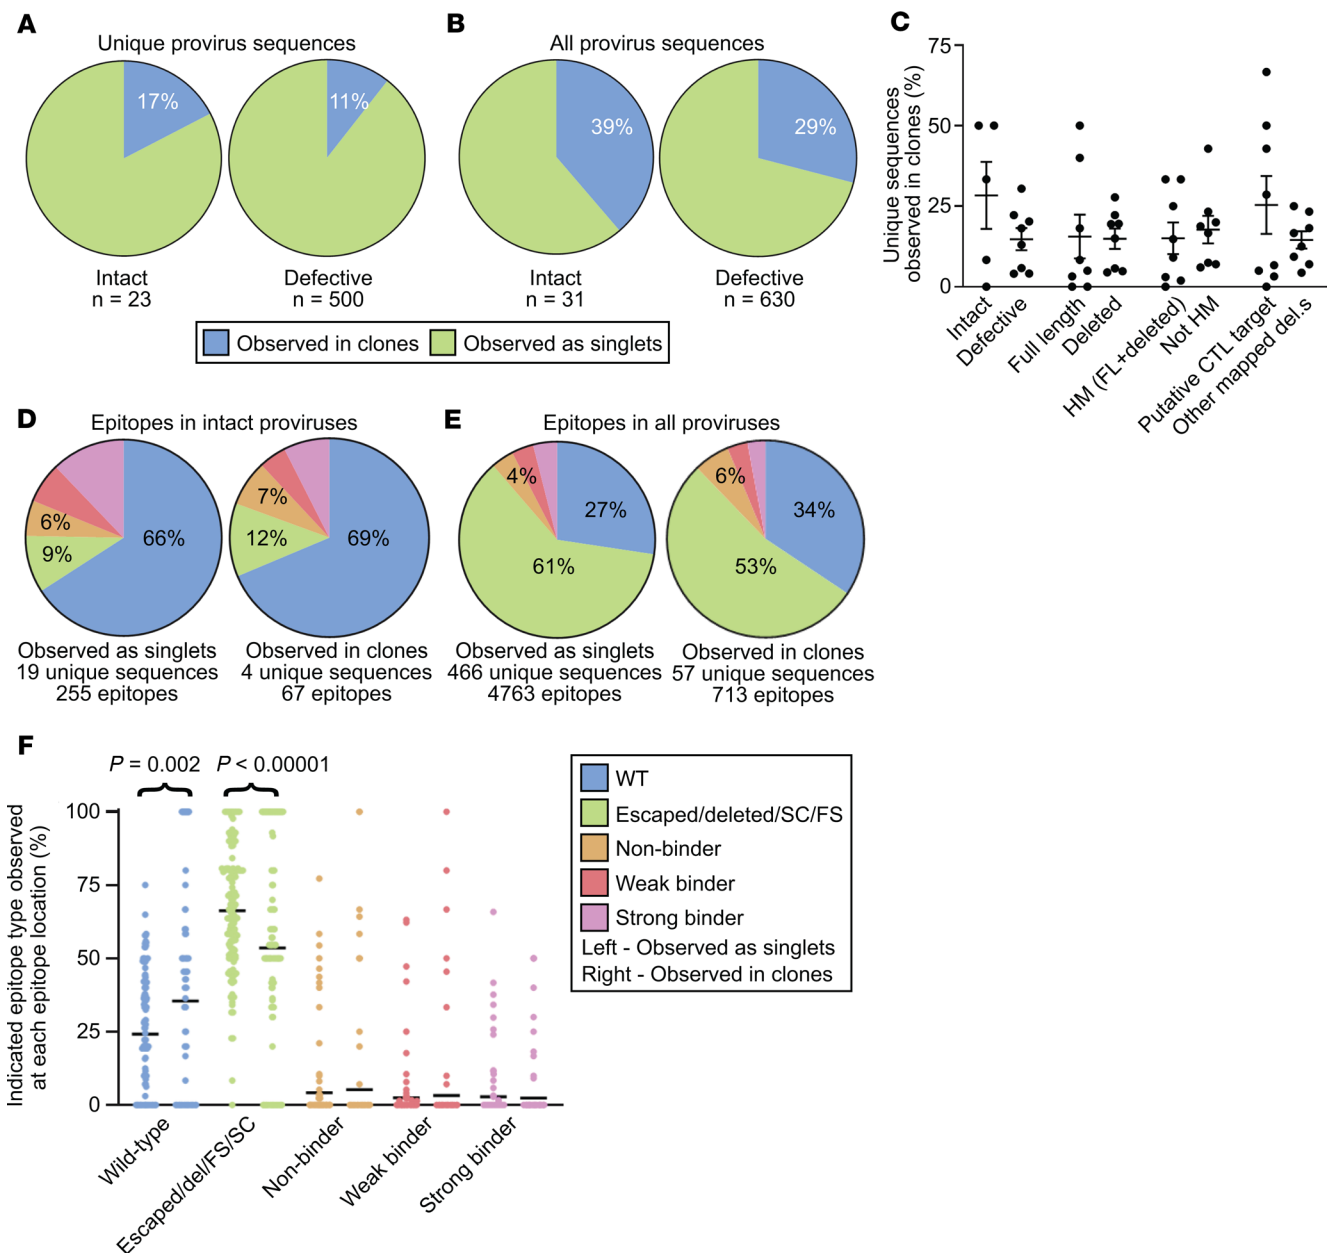 A
Unique provirus sequences
17%
11%
Intact
n = 23
Defective
n = 500
B
All provirus sequences
39%
29%
Intact
n = 31
Defective
n = 630
Observed in clones
Observed as singlets
C
Unique sequences
observed in clones (%)
75
50
25
0
Intact
Defective
Full length
Deleted
HM (FL+deleted)
Not HM
Putative CTL target
Other mapped del.s
D
Epitopes in intact proviruses
66%
6%
9%
69%
7%
12%
Observed as singlets
19 unique sequences
255 epitopes
Observed in clones
4 unique sequences
67 epitopes
E
Epitopes in all proviruses
4%
27%
61%
6%
34%
53%
Observed as singlets
466 unique sequences
4763 epitopes
Observed in clones
57 unique sequences
713 epitopes
F
P = 0.002
P < 0.00001
Indicated epitope type observed
at each epitope location (%)
100
75
50
25
0
Wild-type
Escaped/del/FS/SC
Non-binder
Weak binder
Strong binder
WT
Escaped/deleted/SC/FS
Non-binder
Weak binder
Strong binder
Left - Observed as singlets
Right - Observed in clones